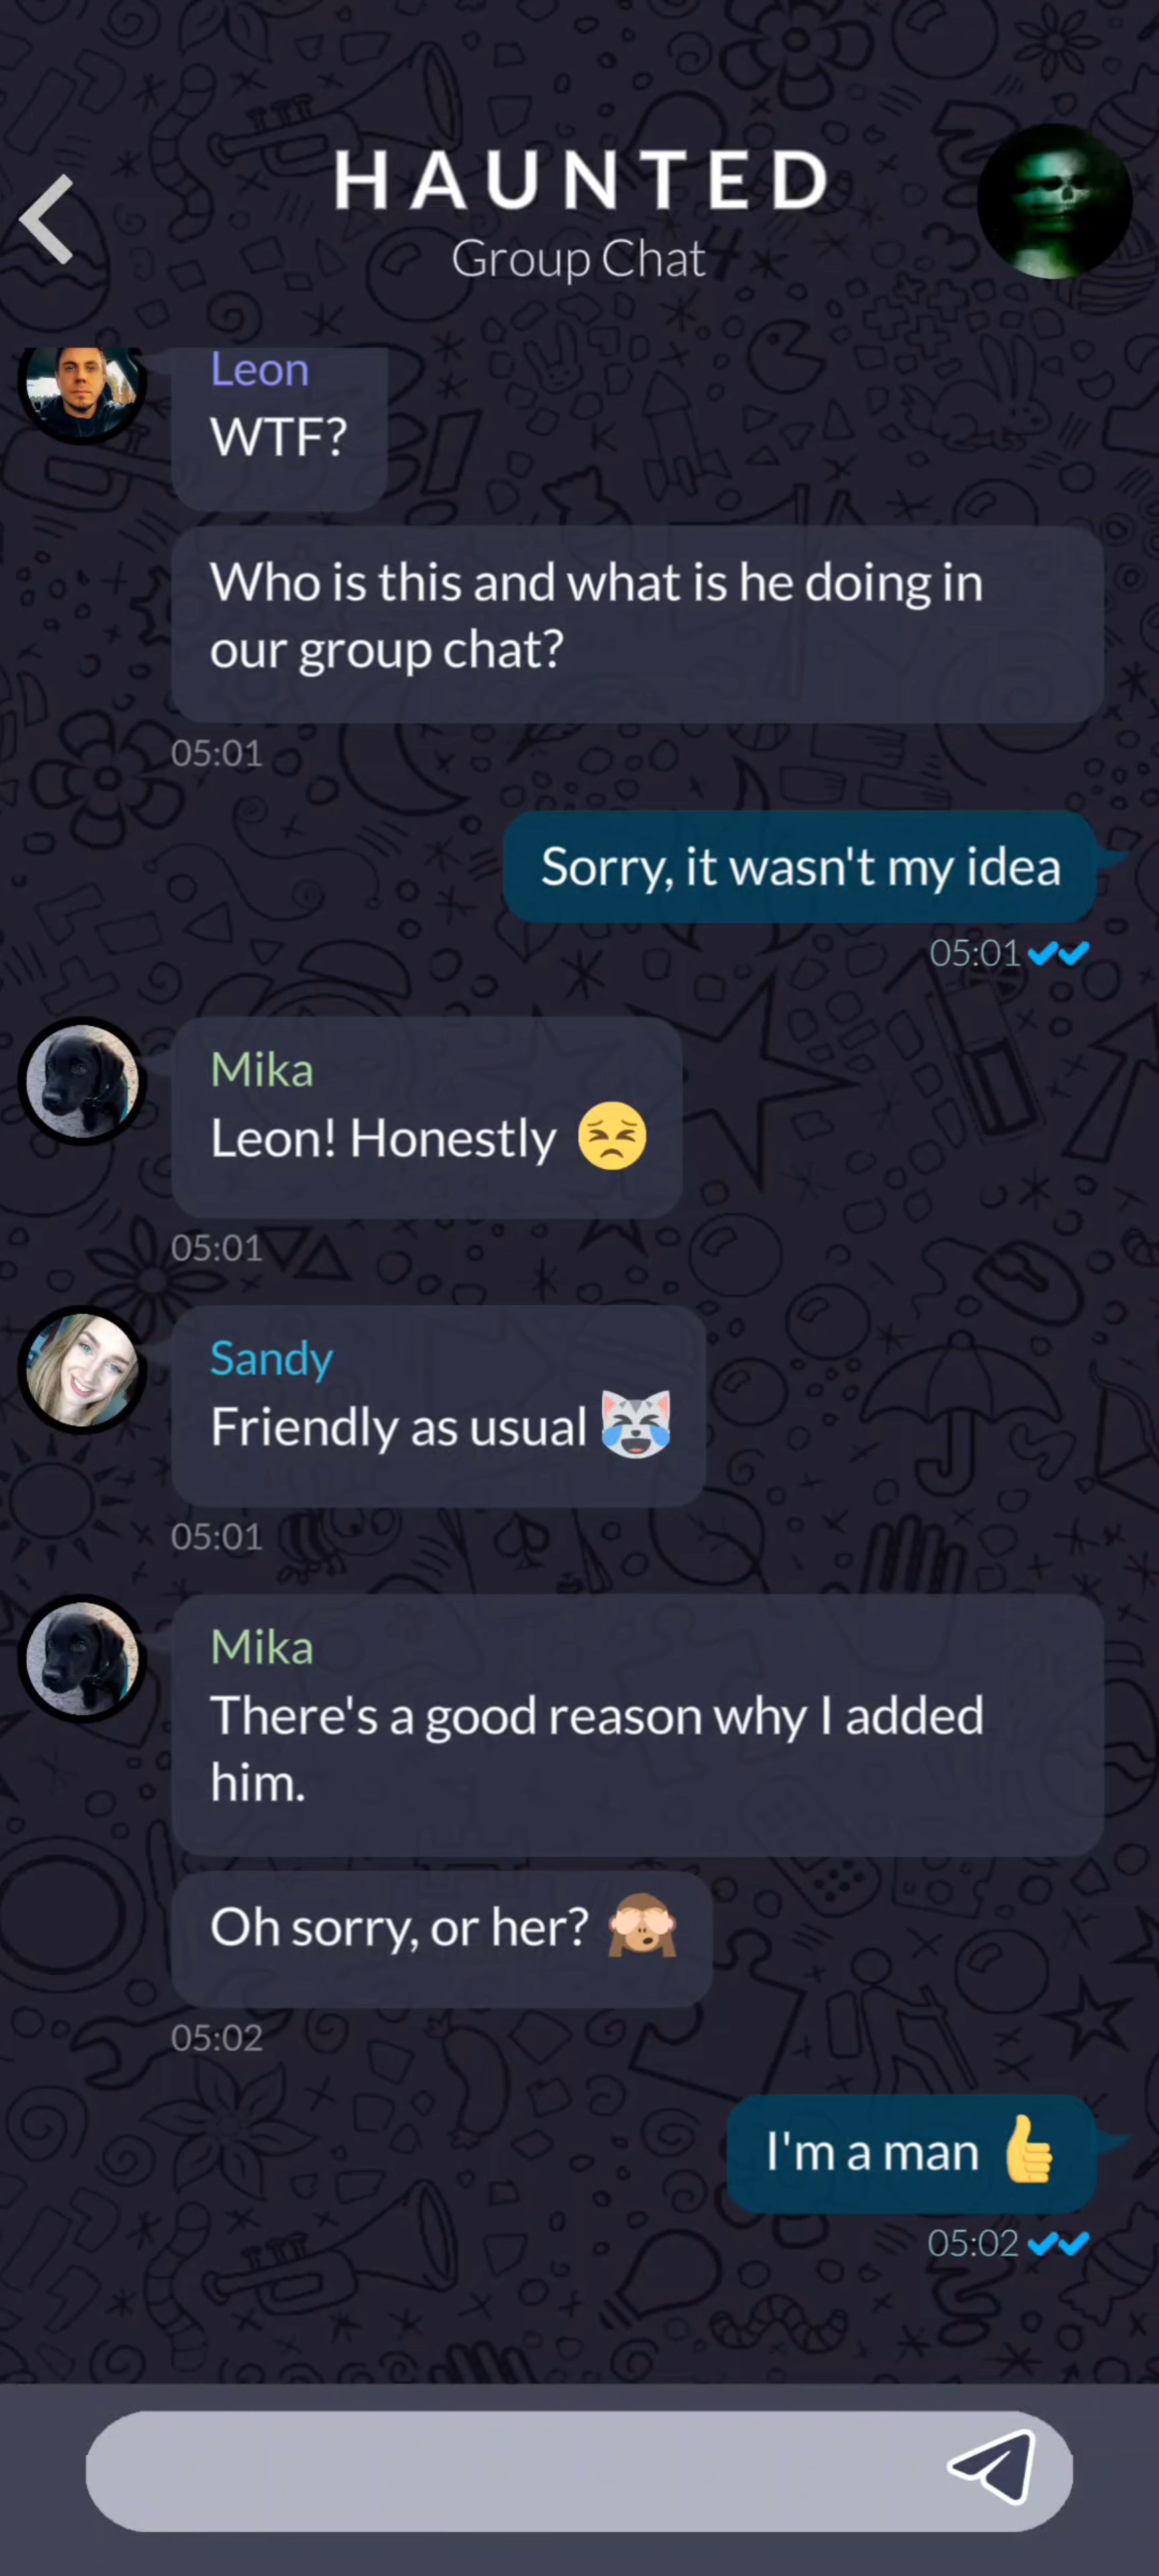 HAUNTED
Group Chat
Leon
WTF?
Who is this and what is he doing in
our group chat?
05:01
Sorry, it wasn't my idea
05:01
Mika
Leon! Honestly 😣
05:01
Sandy
Friendly as usual 😹
05:01
Mika
There's a good reason why I added
him.
Oh sorry, or her? 🙈
05:02
I'm a man 👍
05:02